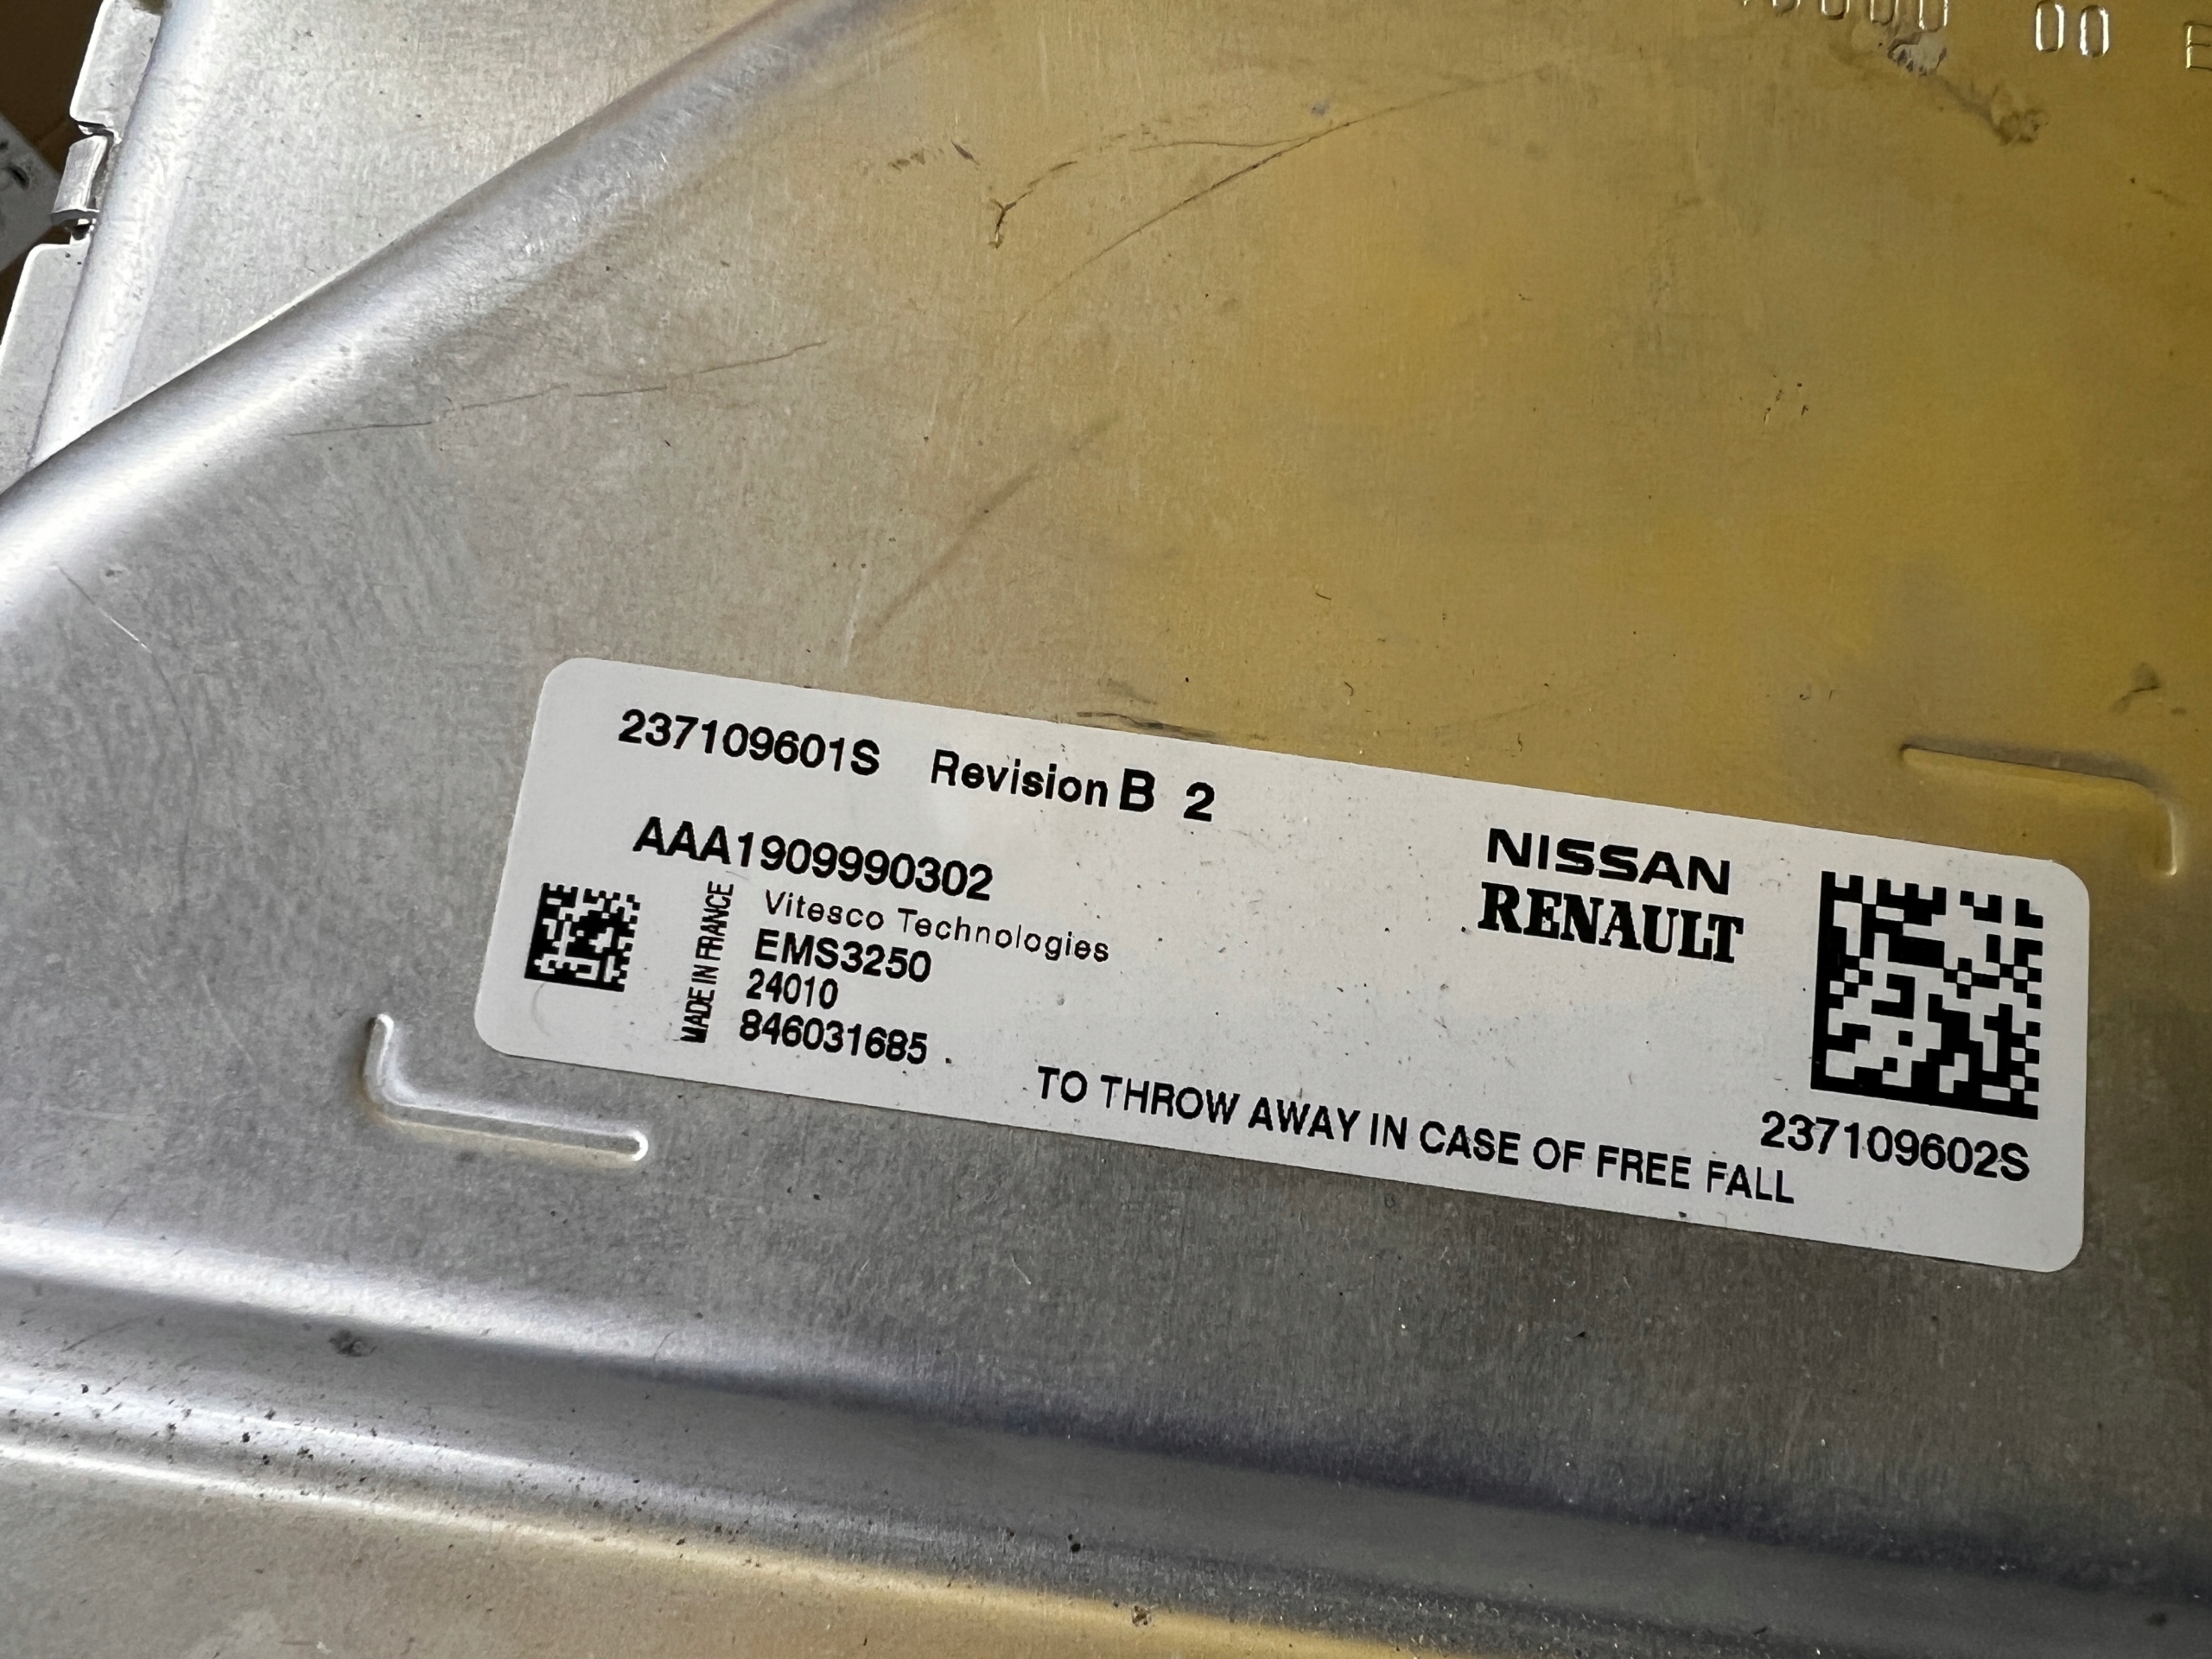 00
237109601S Revision B 2
AAA1909990302
MADE IN FRANCE
Vitesco Technologies
EMS3250
24010
846031685
NISSAN
RENAULT
237109602S
TO THROW AWAY IN CASE OF FREE FALL